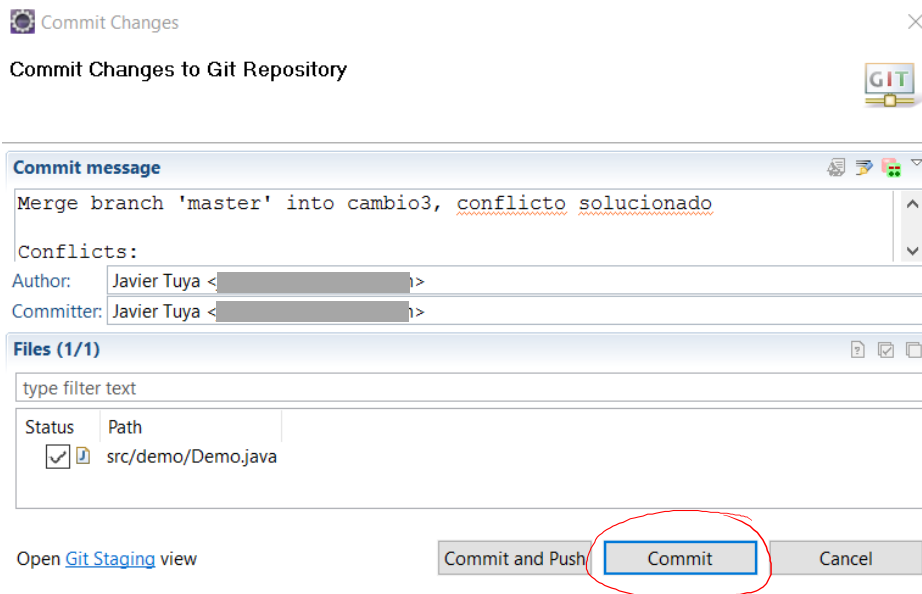 Commit Changes
Commit Changes to Git Repository
GIT
Commit message
Merge branch 'master' into cambio3, conflicto solucionado
Conflicts:
Author: Javier Tuya < >
Committer: Javier Tuya < >
Files (1/1)
type filter text
Status Path
src/demo/Demo.java
Open Git Staging view Commit and Push Commit Cancel